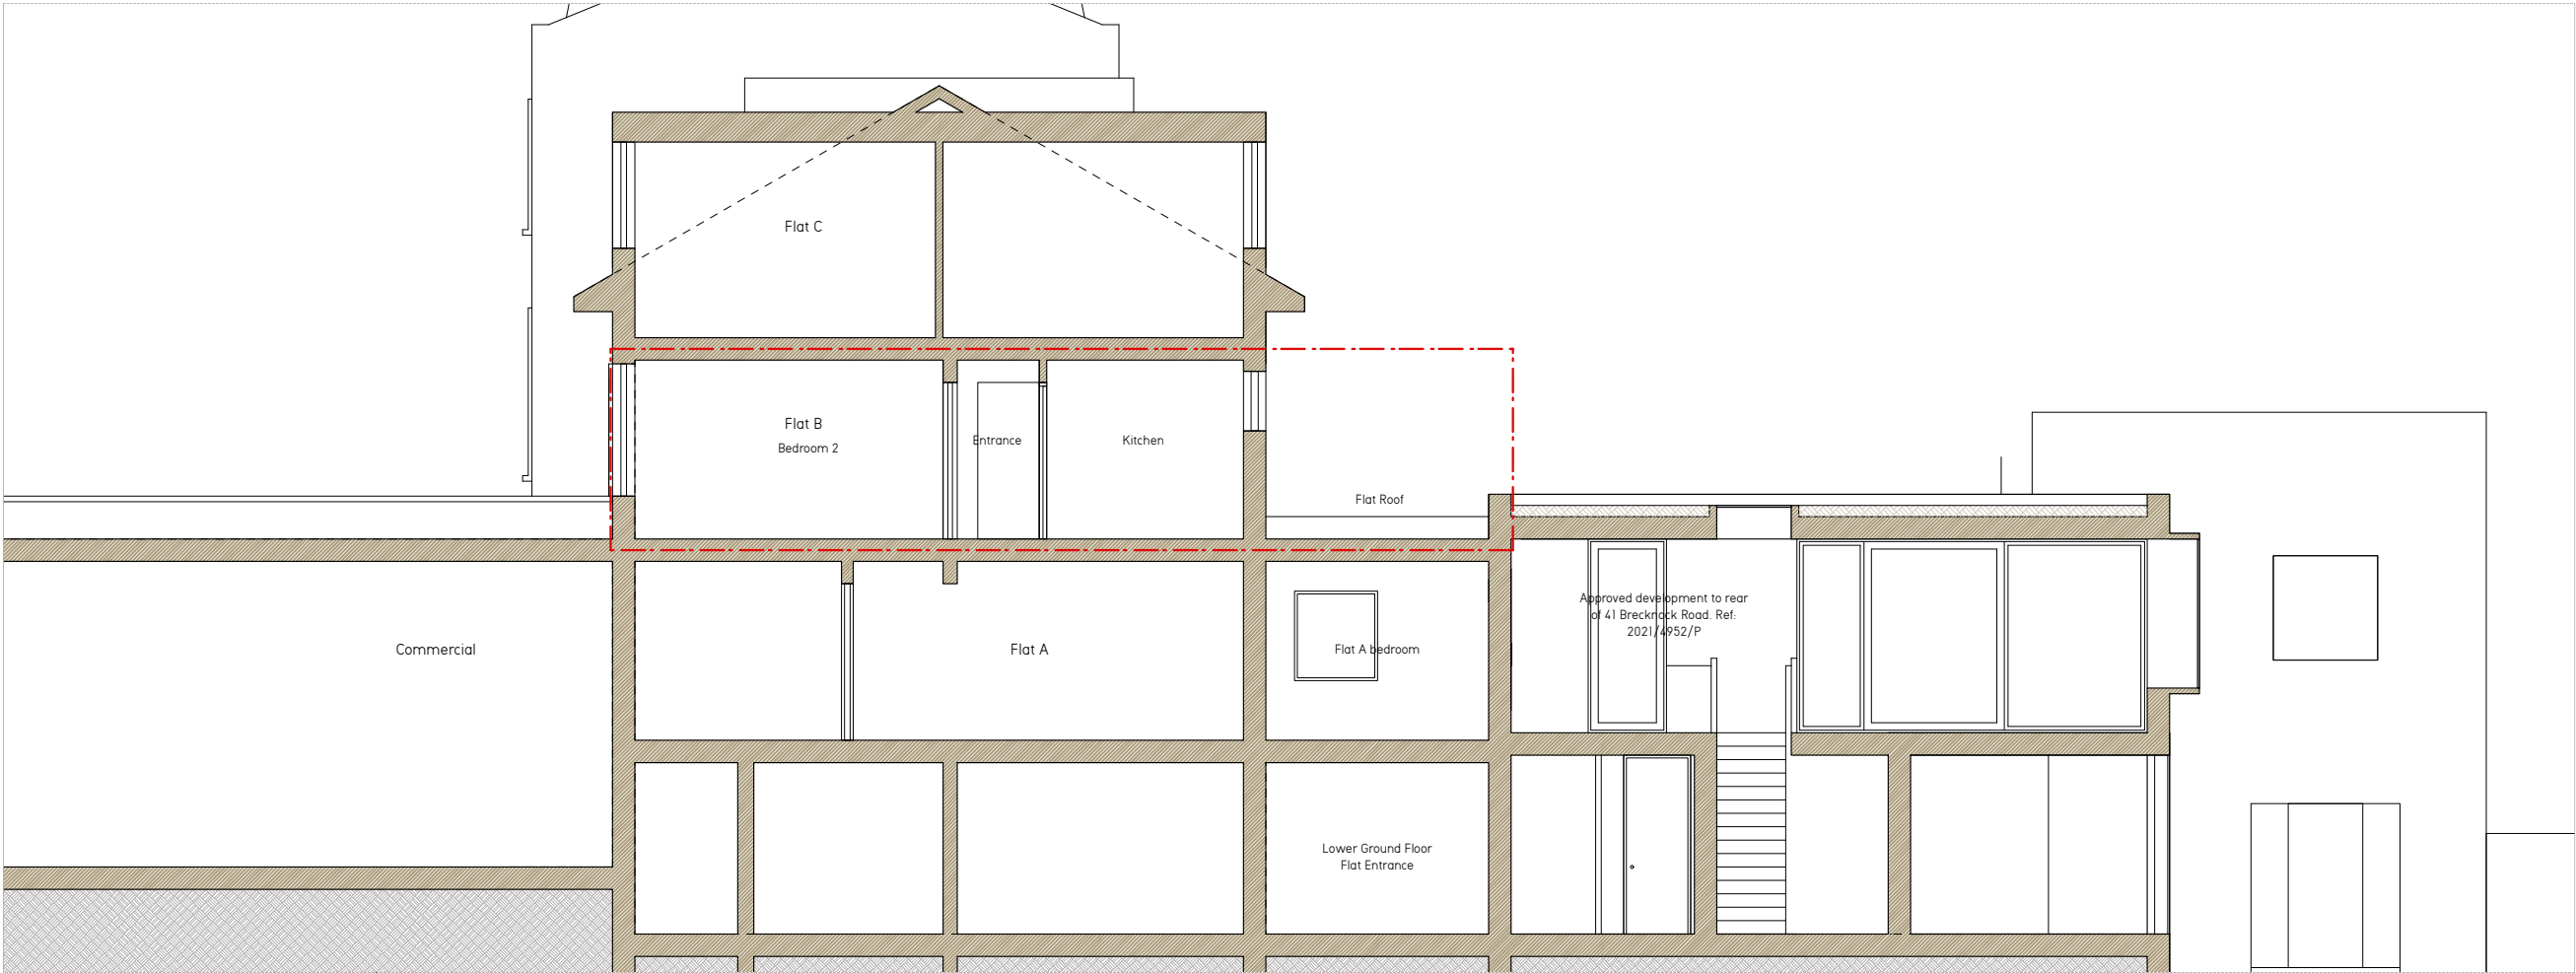 Flat C
Flat B
Bedroom 2
Entrance
Kitchen
Flat Roof
Commercial
Flat A
Flat A bedroom
Approved development to rear
of 41 Brecknock Road. Ref:
2021/4952/P
Lower Ground Floor
Flat Entrance